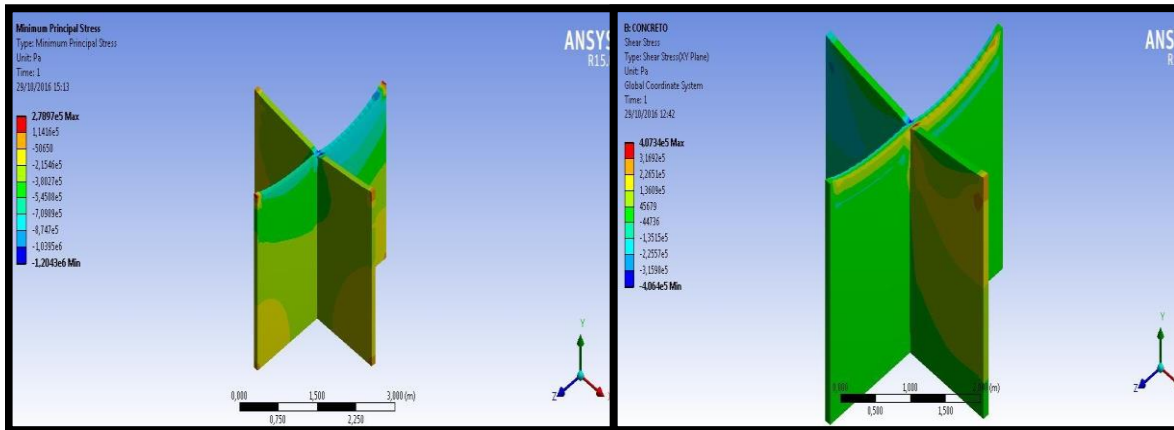 Minimum Principal Stress
Type: Minimum Principal Stress
Unit: Pa
Time: 1
29/10/2016 15:13
2,7897e5 Max
1,1416e5
-50658
-2,1546e5
-3,8027e5
-5,4508e5
-7,0989e5
-8,747e5
-1,0395e6
-1,2043e6 Min
ANSYS
R15.
0,000
1,500
3,000 (m)
0,750
2,250
Y
Z
B: CONCRETO
Shear Stress
Type: Shear Stress(XY Plane)
Unit: Pa
Global Coordinate System
Time: 1
29/10/2016 12:42
4,0734e5 Max
3,1692e5
2,2651e5
1,3609e5
45679
-44736
-1,3515e5
-2,2557e5
-3,1598e5
-4,064e5 Min
ANS
R15.
0,000
1,000
(m)
0,500
1,500
Y
Z